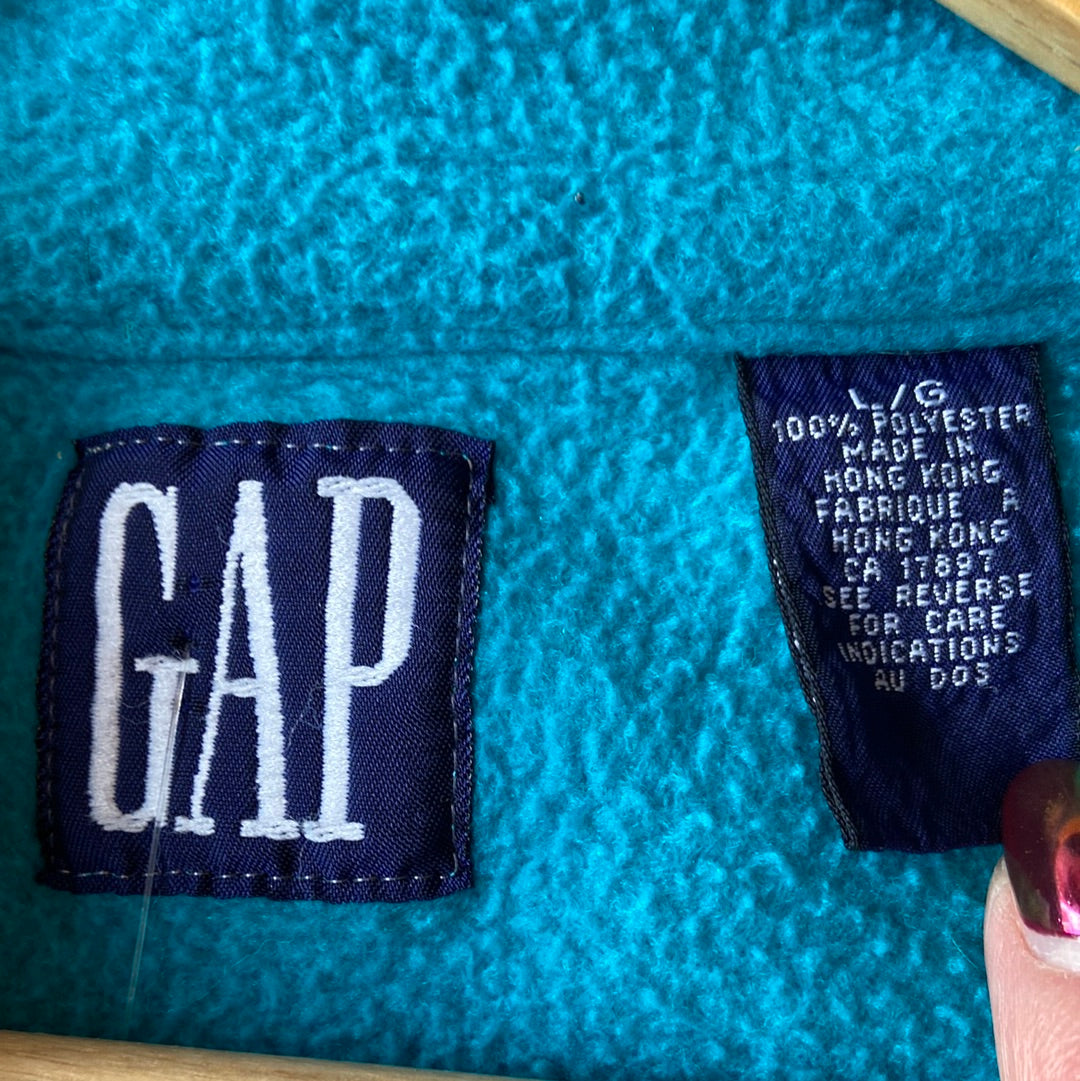 GAP
L/G
100% POLYESTER
MADE IN
HONG KONG
FABRIQUE A
HONG KONG
CA 17897
SEE REVERSE
FOR CARE
INDICATIONS
AU DOS